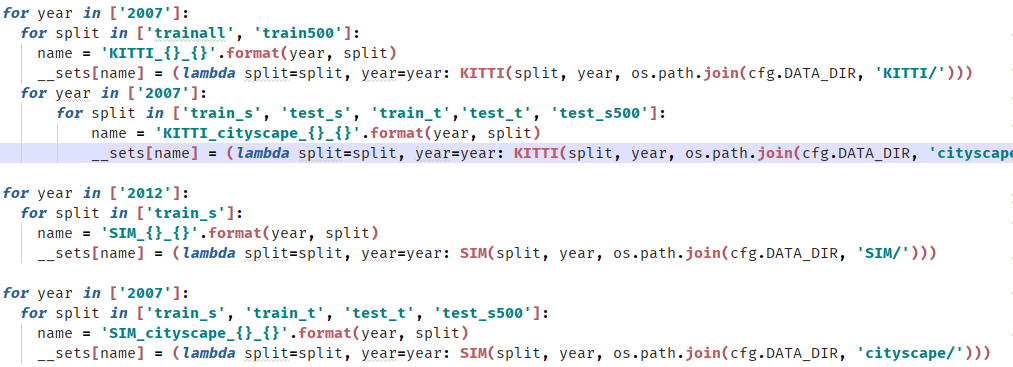 for year in ['2007']:
for split in ['trainall', 'train500']:
name = 'KITTI_{}_{}'.format(year, split)
__sets[name] = (lambda split=split, year=year: KITTI(split, year, os.path.join(cfg.DATA_DIR, 'KITTI/')))
for year in ['2007']:
for split in ['train_s', 'test_s', 'train_t','test_t', 'test_s500']:
name = 'KITTI_cityscape_{}_{}'.format(year, split)
__sets[name] = (lambda split=split, year=year: KITTI(split, year, os.path.join(cfg.DATA_DIR, 'cityscape
for year in ['2012']:
for split in ['train_s']:
name = 'SIM_{}_{}'.format(year, split)
__sets[name] = (lambda split=split, year=year: SIM(split, year, os.path.join(cfg.DATA_DIR, 'SIM/')))
for year in ['2007']:
for split in ['train_s', 'train_t', 'test_t', 'test_s500']:
name = 'SIM_cityscape_{}_{}'.format(year, split)
__sets[name] = (lambda split=split, year=year: SIM(split, year, os.path.join(cfg.DATA_DIR, 'cityscape/')))